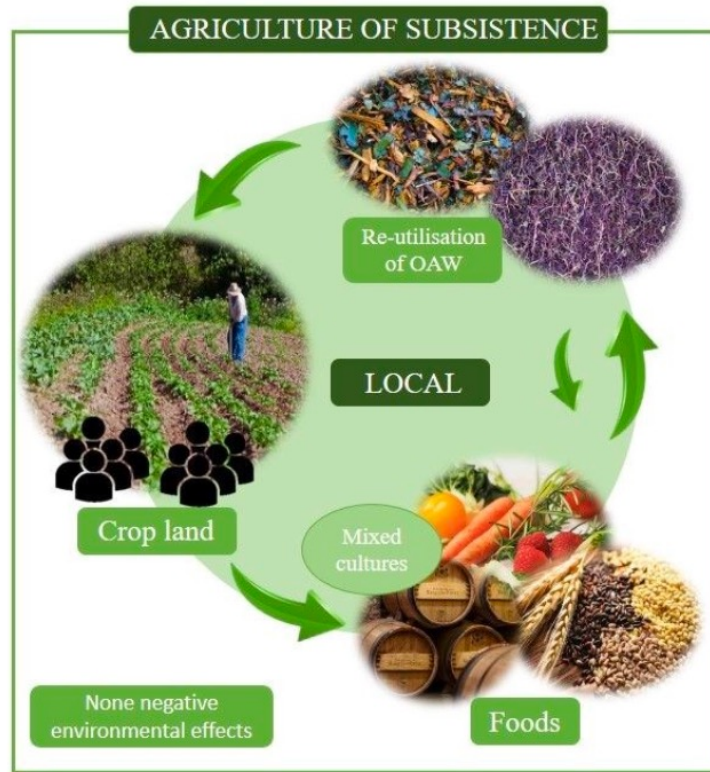 AGRICULTURE OF SUBSISTENCE
Re-utilisation
of OAW
LOCAL
Crop land
Mixed
cultures
None negative
environmental effects
Foods